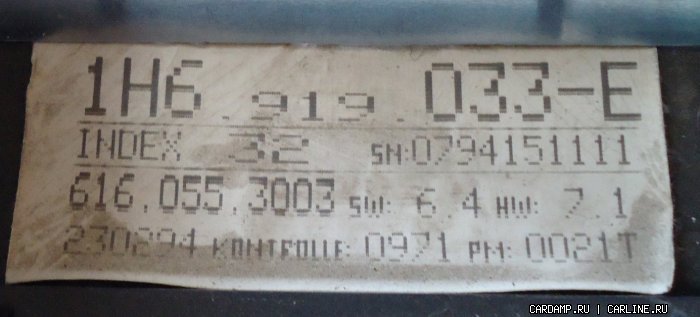 1H6.919.033-E
INDEX 32 SN:0794151111
616.055.3003 SW: 6.4 HW: 7.1
230294 KONTROLLE:0971 PM:0021T
CARDAMP.RU | CARLINE.RU